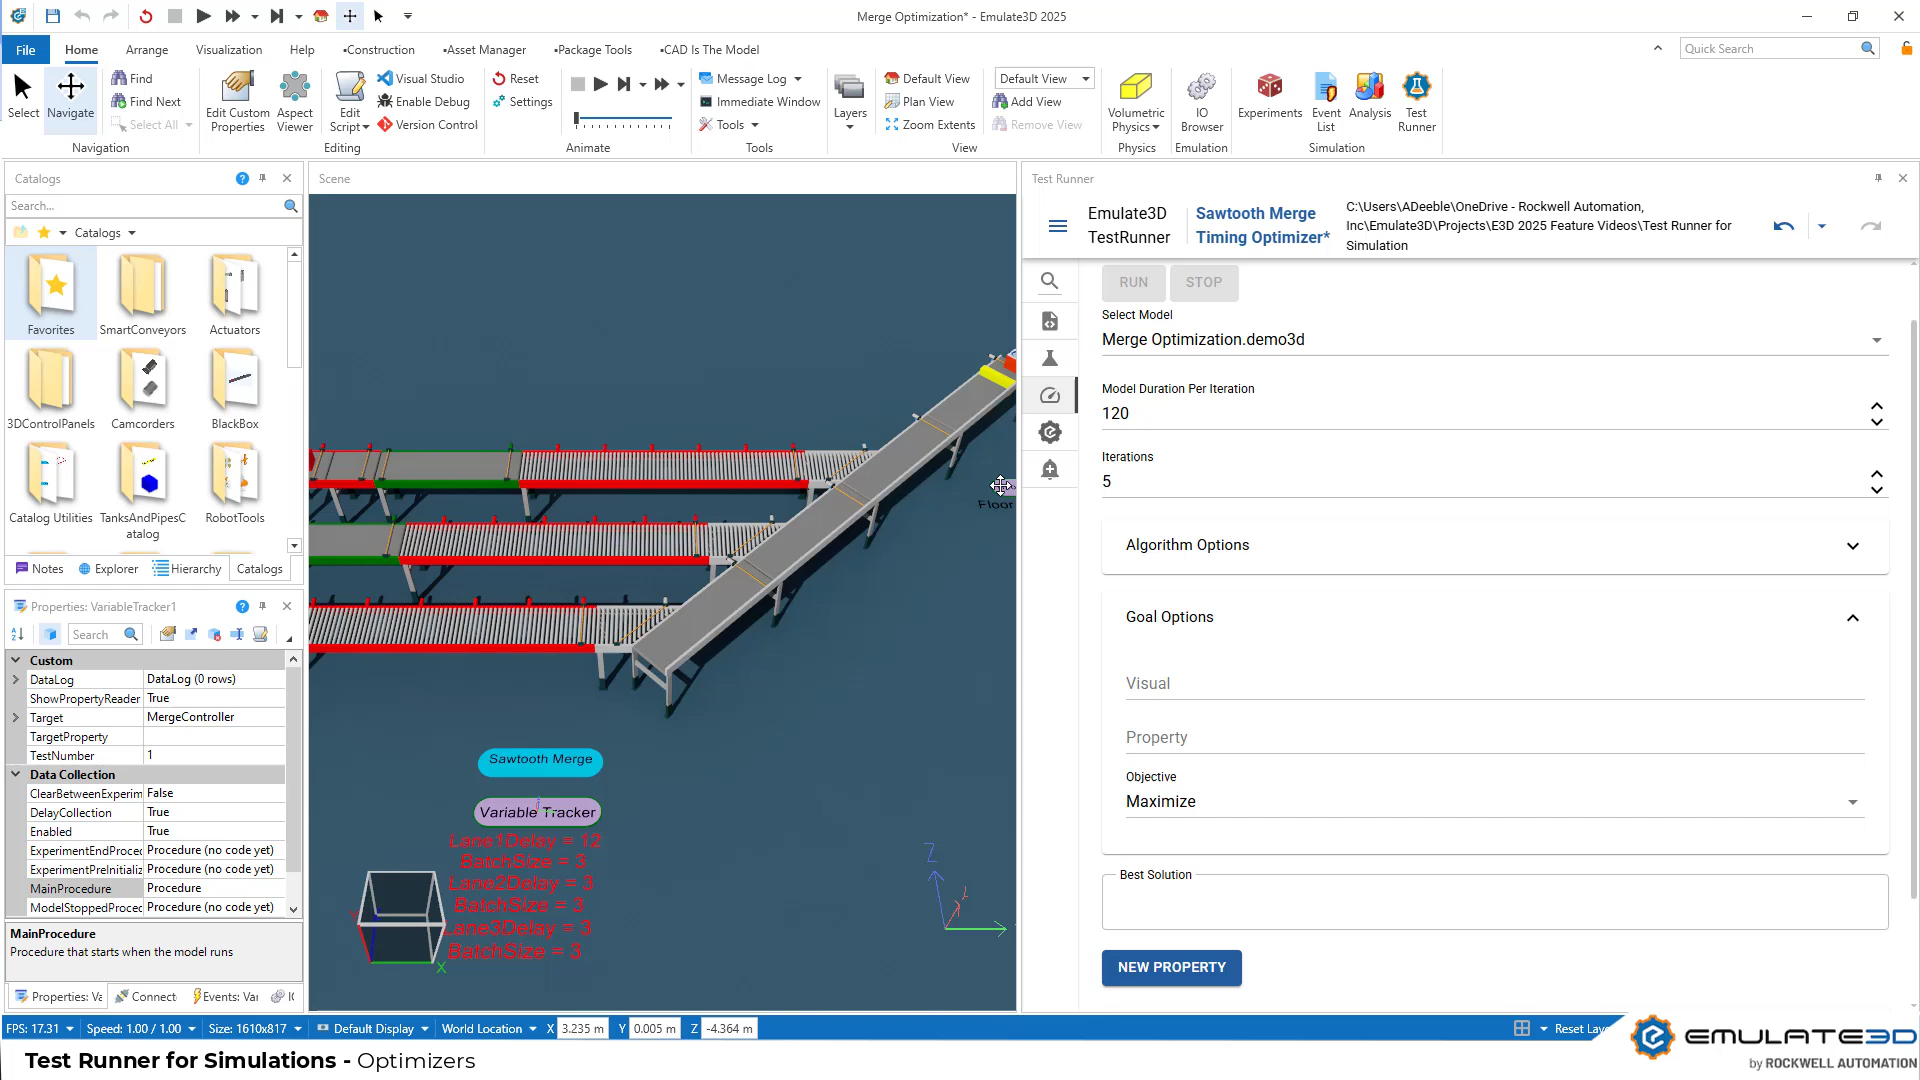 Merge Optimization* - Emulate3D 2025
File
Home
Arrange
Visualization
Help
•Construction
•Asset Manager
•Package Tools
•CAD Is The Model
Quick Search
Select
Navigate
Find
Find Next
Select All
Navigation
Edit Custom
Properties
Aspect
Viewer
Edit
Script
Visual Studio
Enable Debug
Version Control
Editing
Reset
Settings
Animate
Message Log
Immediate Window
Tools
Tools
Layers
Default View
Plan View
Zoom Extents
Default View
Add View
Remove View
View
Volumetric
Physics
Physics
IO
Browser
Emulation
Experiments
Event
List
Analysis
Test
Runner
Simulation
Catalogs
Search...
Catalogs
Favorites
SmartConveyors
Actuators
3DControlPanels
Camcorders
BlackBox
Catalog Utilities
TanksAndPipesC
atalog
RobotTools
Notes
Explorer
Hierarchy
Catalogs
Properties: VariableTracker1
Search
Custom
DataLog DataLog (0 rows)
ShowPropertyReader True
Target MergeController
TargetProperty
TestNumber 1
Data Collection
ClearBetweenExperim False
DelayCollection True
Enabled True
ExperimentEndProced Procedure (no code yet)
ExperimentPreInitializ Procedure (no code yet)
MainProcedure Procedure
ModelStoppedProced Procedure (no code yet)
MainProcedure
Procedure that starts when the model runs
Properties: Va
Connect
Events: Var
Scene
Floor
Sawtooth Merge
Variable Tracker
Lane1Delay = 12
BatchSize = 3
Lane2Delay = 3
BatchSize = 3
Lane3Delay = 3
BatchSize = 3
X
Z
Test Runner
Emulate3D
TestRunner
Sawtooth Merge
Timing Optimizer*
C:\Users\ADeeble\OneDrive - Rockwell Automation,
Inc\Emulate3D\Projects\E3D 2025 Feature Videos\Test Runner for
Simulation
RUN
STOP
Select Model
Merge Optimization.demo3d
Model Duration Per Iteration
120
Iterations
5
Algorithm Options
Goal Options
Visual
Property
Objective
Maximize
Best Solution
NEW PROPERTY
FPS: 17.31
Speed: 1.00 / 1.00
Size: 1610x817
Default Display
World Location
X 3.235 m
Y 0.005 m
Z -4.364 m
Reset Layo
Test Runner for Simulations - Optimizers
EMULATE3D
by ROCKWELL AUTOMATION